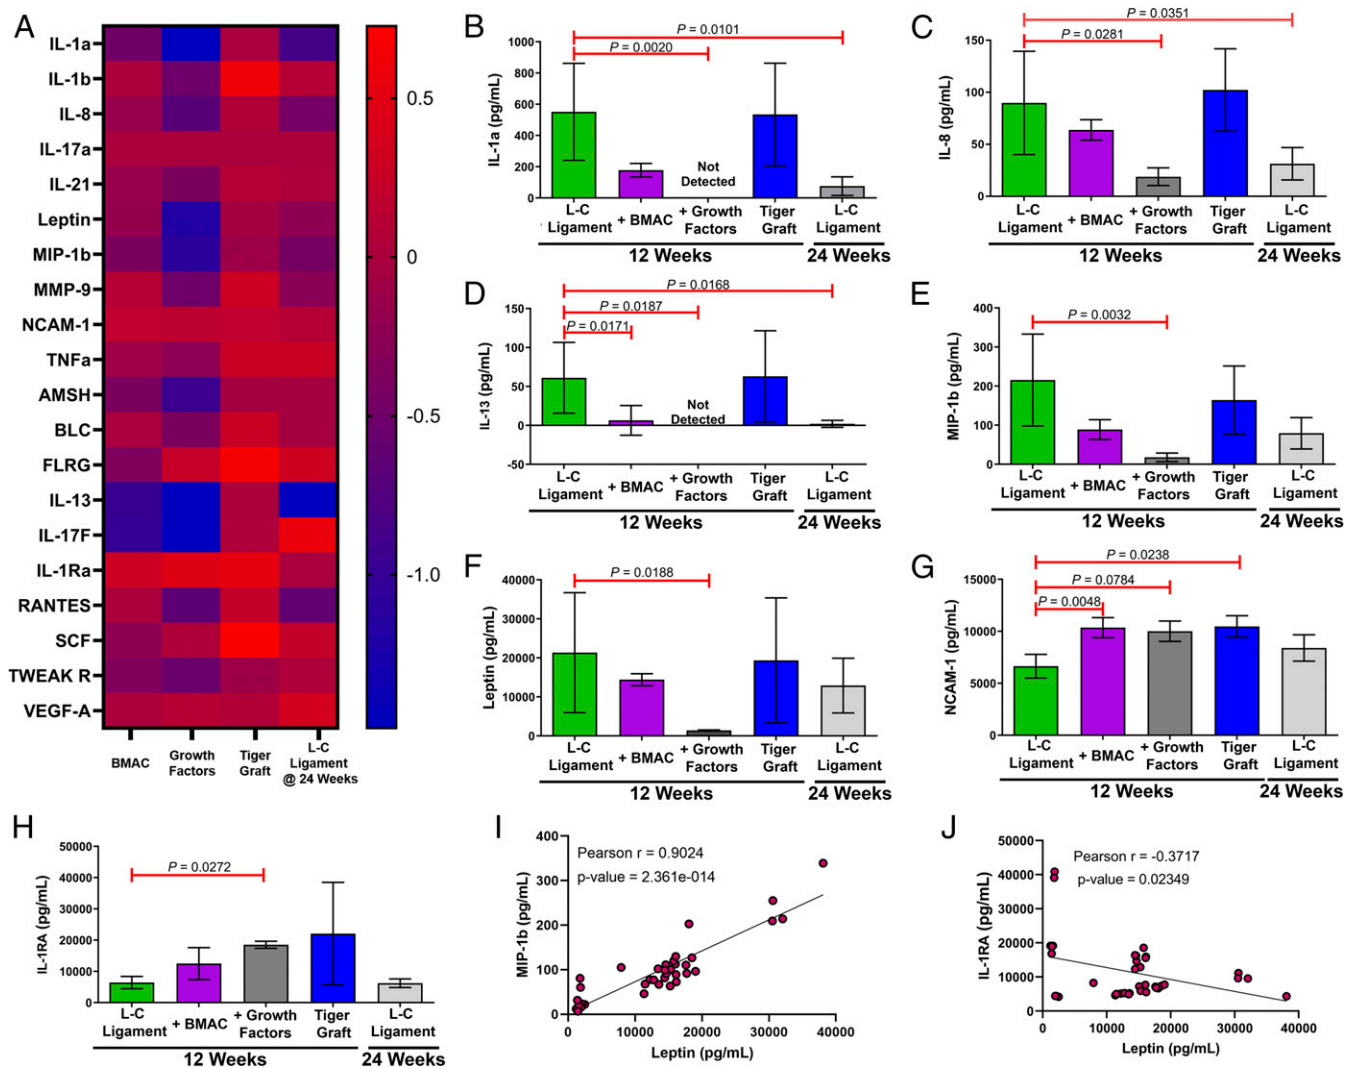 A
IL-1a
IL-1b
IL-8
IL-17a
IL-21
Leptin
MIP-1b
MMP-9
NCAM-1
TNFa
AMSH
BLC
FLRG
IL-13
IL-17F
IL-1Ra
RANTES
SCF
TWEAK R
VEGF-A
BMAC
Growth
Factors
Tiger
Graft
L-C
Ligament
@ 24 Weeks
0.5
0
-0.5
-1.0
B
P = 0.0101
P = 0.0020
1000
800
600
400
200
0
IL-1a (pg/mL)
Not
Detected
L-C
Ligament
+ BMAC
+ Growth
Factors
Tiger
Graft
L-C
Ligament
12 Weeks
24 Weeks
C
P = 0.0351
P = 0.0281
150
100
50
0
IL-8 (pg/mL)
L-C
Ligament
+ BMAC
+ Growth
Factors
Tiger
Graft
L-C
Ligament
12 Weeks
24 Weeks
D
P = 0.0168
P = 0.0187
P = 0.0171
150
100
50
0
-50
IL-13 (pg/mL)
Not
Detected
L-C
Ligament
+ BMAC
+ Growth
Factors
Tiger
Graft
L-C
Ligament
12 Weeks
24 Weeks
E
P = 0.0032
400
300
200
100
0
MIP-1b (pg/mL)
L-C
Ligament
+ BMAC
+ Growth
Factors
Tiger
Graft
L-C
Ligament
12 Weeks
24 Weeks
F
P = 0.0188
40000
30000
20000
10000
0
Leptin (pg/mL)
L-C
Ligament
+ BMAC
+ Growth
Factors
Tiger
Graft
L-C
Ligament
12 Weeks
24 Weeks
G
P = 0.0238
P = 0.0784
P = 0.0048
15000
10000
5000
0
NCAM-1 (pg/mL)
L-C
Ligament
+ BMAC
+ Growth
Factors
Tiger
Graft
L-C
Ligament
12 Weeks
24 Weeks
H
P = 0.0272
50000
40000
30000
20000
10000
0
IL-1RA (pg/mL)
L-C
Ligament
+ BMAC
+ Growth
Factors
Tiger
Graft
L-C
Ligament
12 Weeks
24 Weeks
I
Pearson r = 0.9024
p-value = 2.361e-014
400
300
200
100
0
MIP-1b (pg/mL)
0
10000
20000
30000
40000
Leptin (pg/mL)
J
Pearson r = -0.3717
p-value = 0.02349
50000
40000
30000
20000
10000
0
IL-1RA (pg/mL)
0
10000
20000
30000
40000
Leptin (pg/mL)